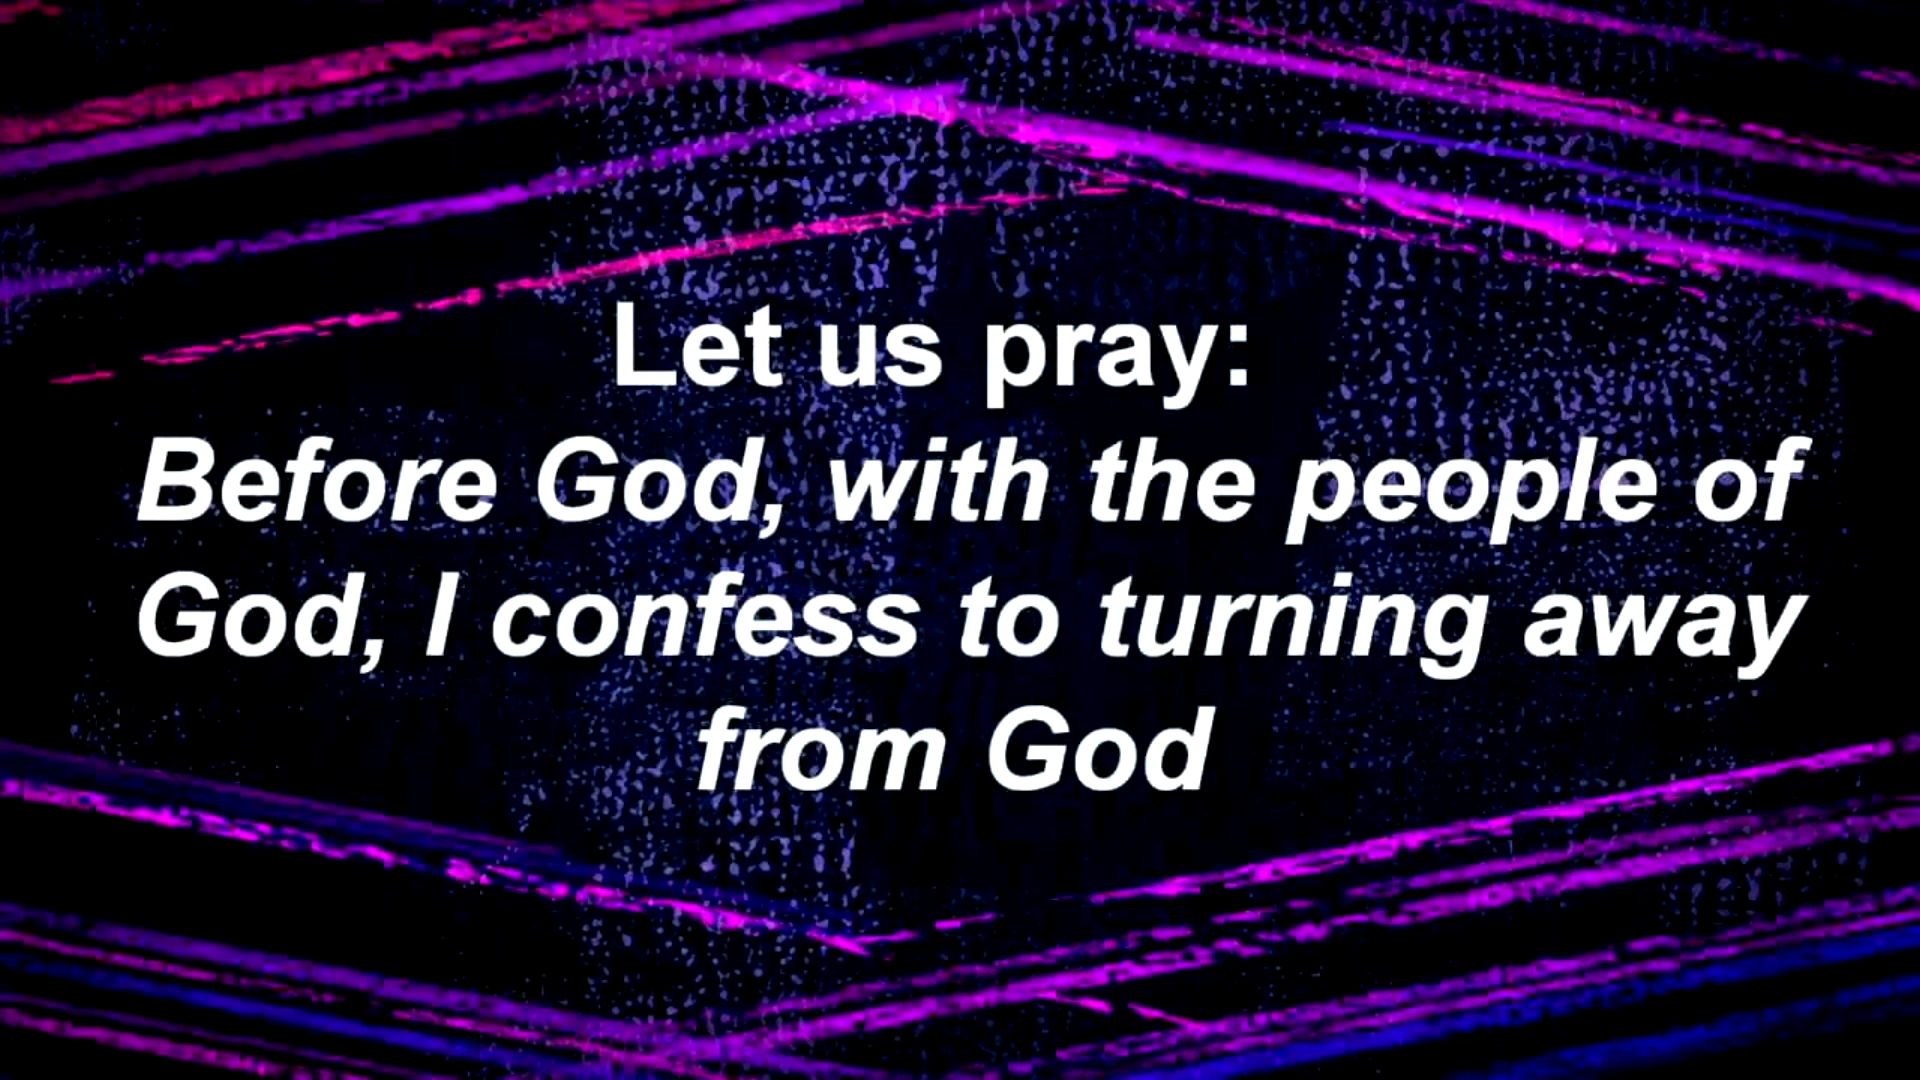 Let us pray:
Before God, with the people of
God, I confess to turning away
from God